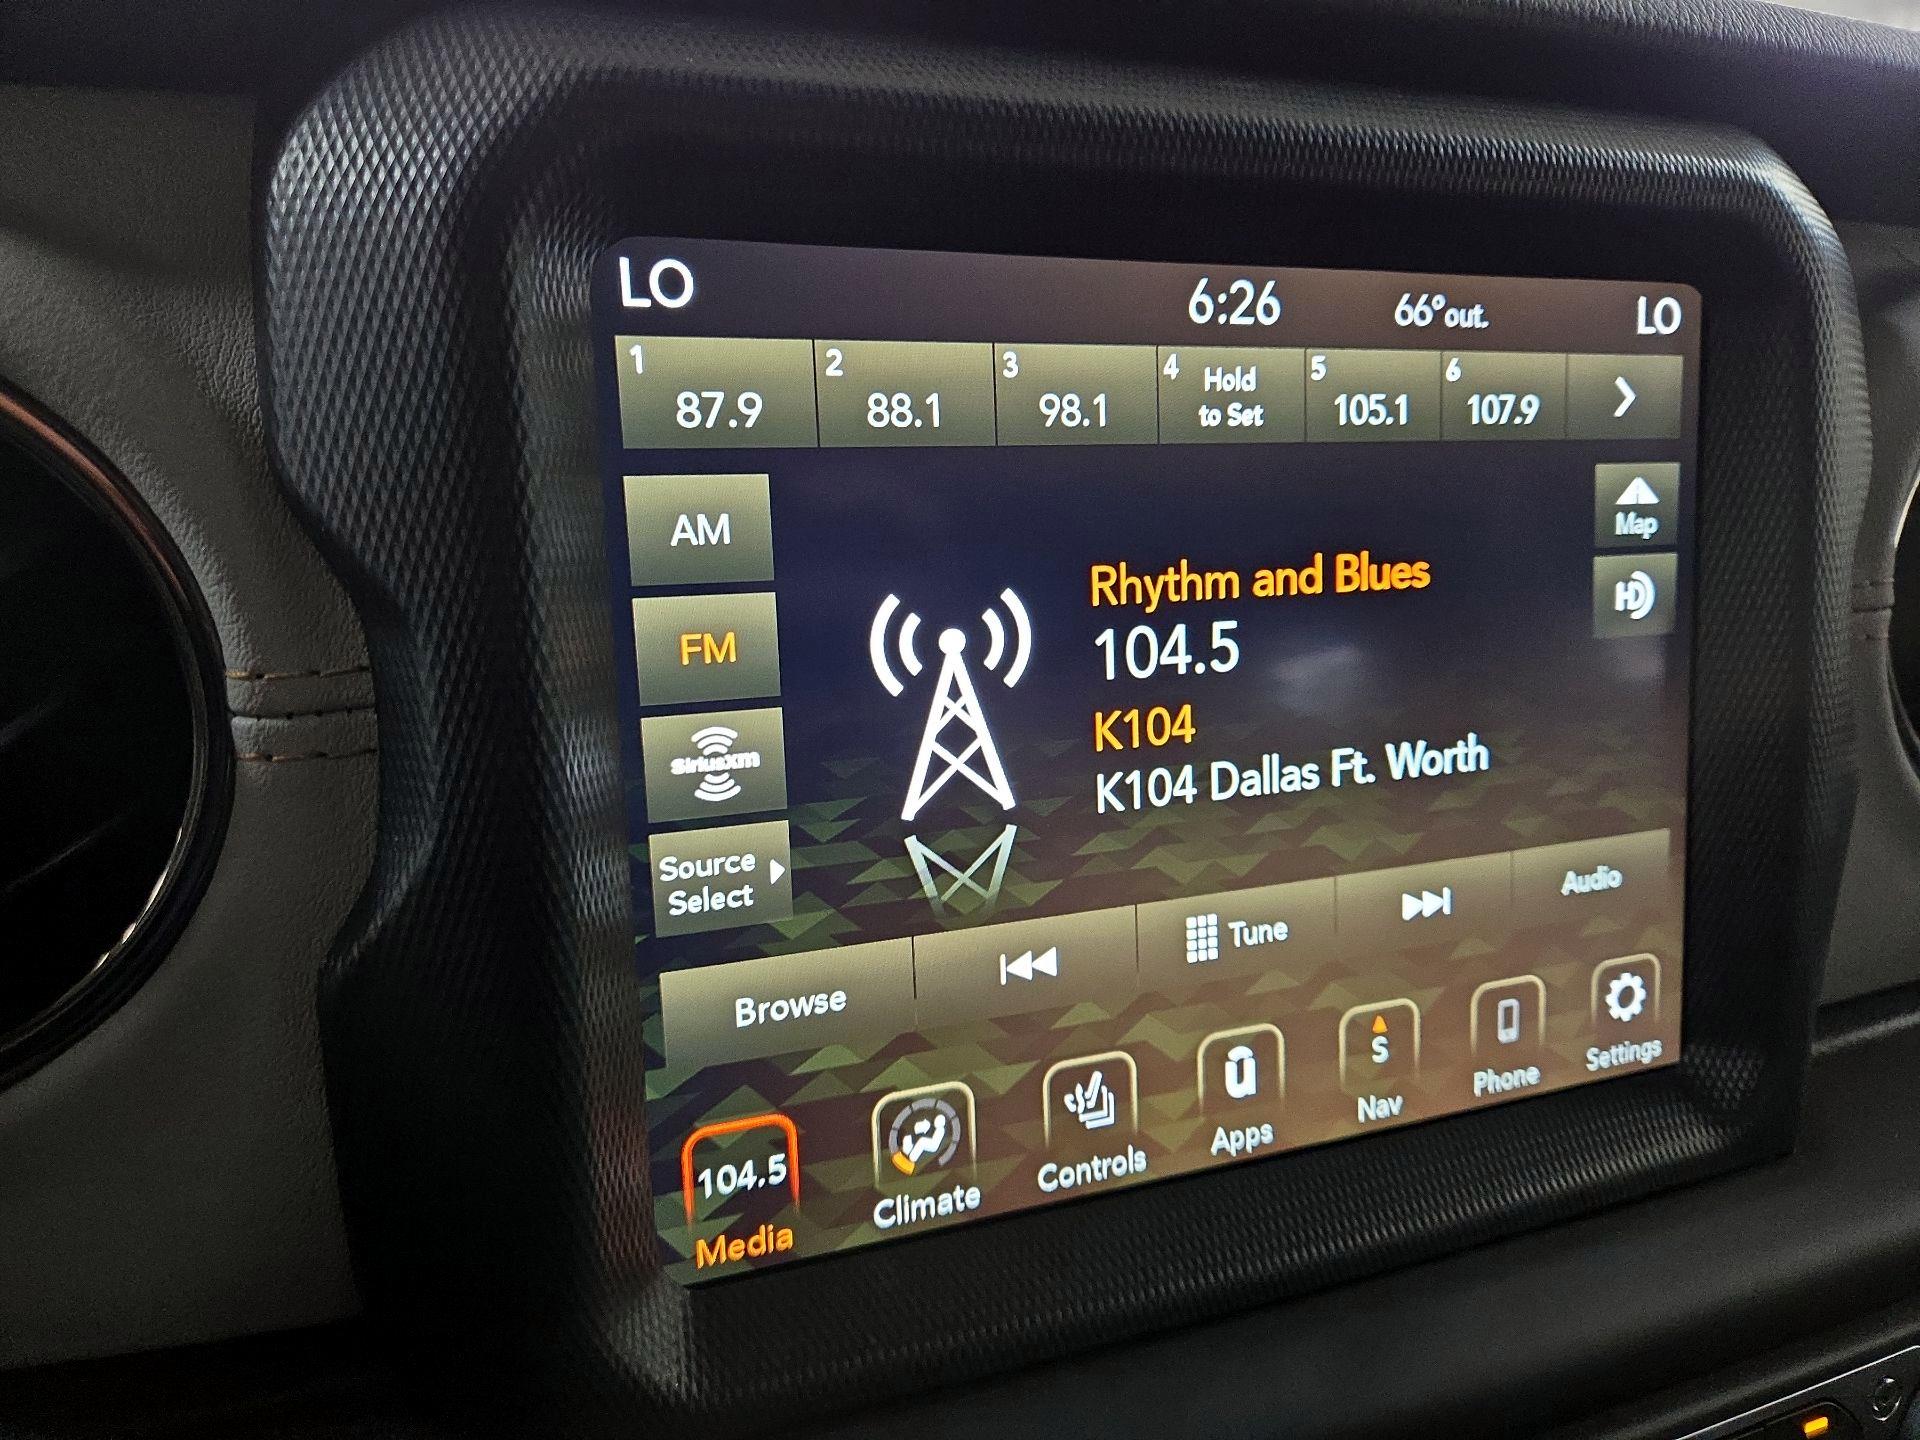 LO 6:26 66°out. LO
1 87.9
2 88.1
3 98.1
4 Hold
to Set
5 105.1
6 107.9
AM
FM
SiriusXM
Source
Select
Rhythm and Blues
104.5
K104
K104 Dallas Ft. Worth
Map
HD
Browse
Tune
Audio
104.5
Media
Climate
Controls
Apps
S
Nav
Phone
Settings